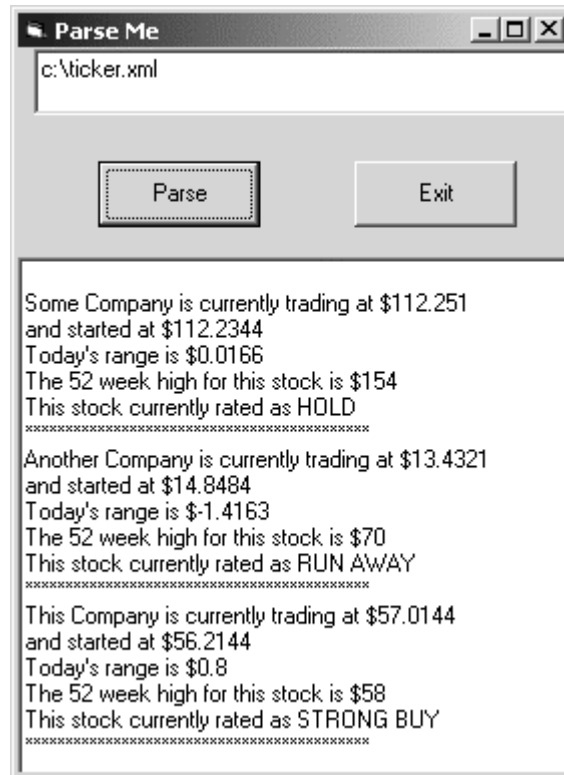 Parse Me
c:\ticker.xml
Parse
Exit
Some Company is currently trading at $112.251
and started at $112.2344
Today's range is $0.0166
The 52 week high for this stock is $154
This stock currently rated as HOLD
*******************************************
Another Company is currently trading at $13.4321
and started at $14.8484
Today's range is $-1.4163
The 52 week high for this stock is $70
This stock currently rated as RUN AWAY
*******************************************
This Company is currently trading at $57.0144
and started at $56.2144
Today's range is $0.8
The 52 week high for this stock is $58
This stock currently rated as STRONG BUY
*******************************************